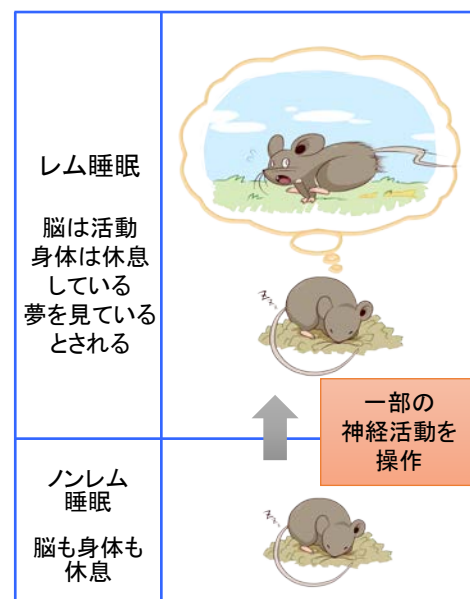 レム睡眠
脳は活動
身体は休息
している
夢を見ている
とされる
zzz
一部の
神経活動を
操作
ノンレム
睡眠
脳も身体も
休息
zzz